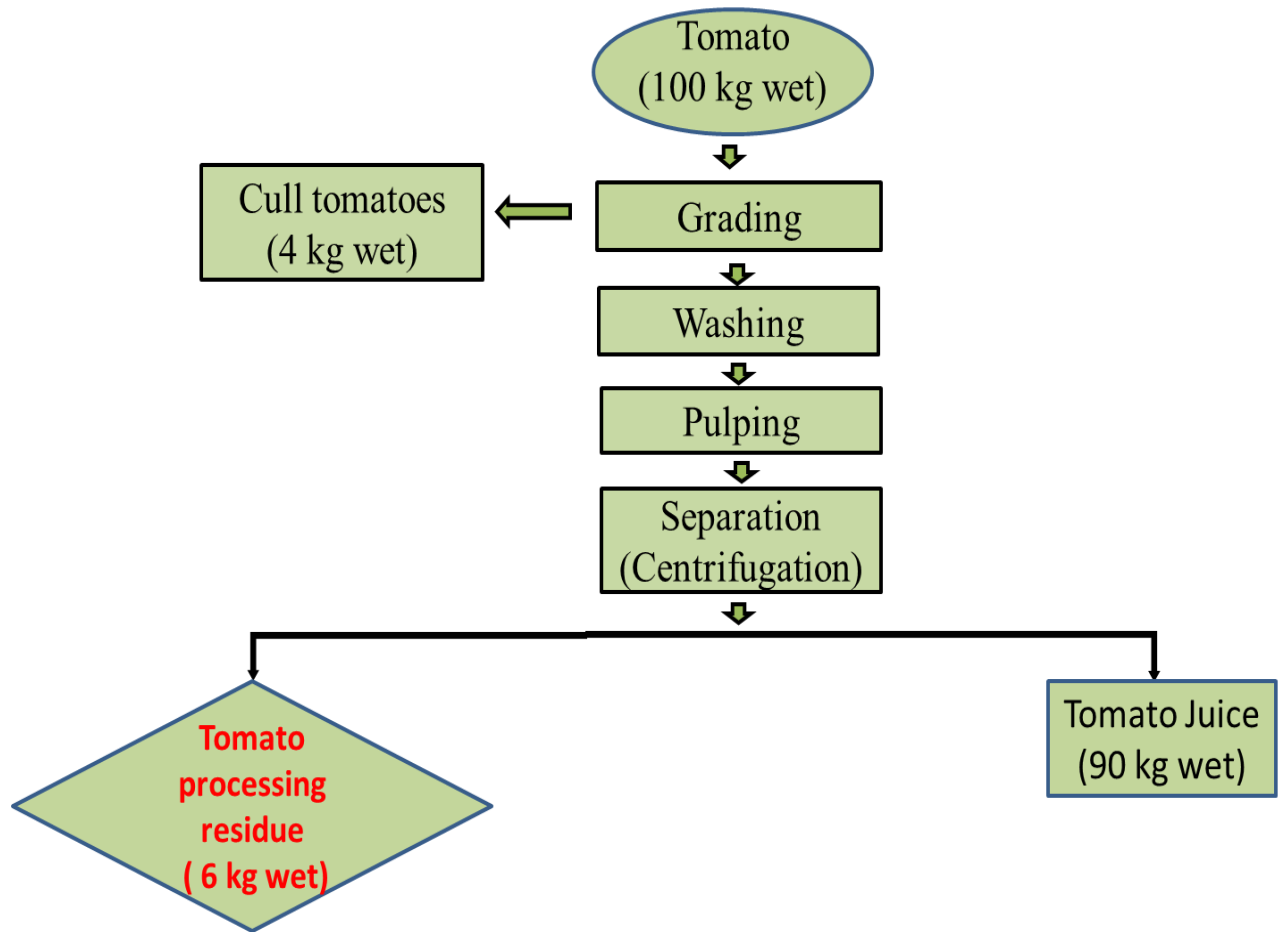 Tomato
(100 kg wet)
Cull tomatoes
(4 kg wet)
Grading
Washing
Pulping
Separation
(Centrifugation)
Tomato
processing
residue
( 6 kg wet)
Tomato Juice
(90 kg wet)